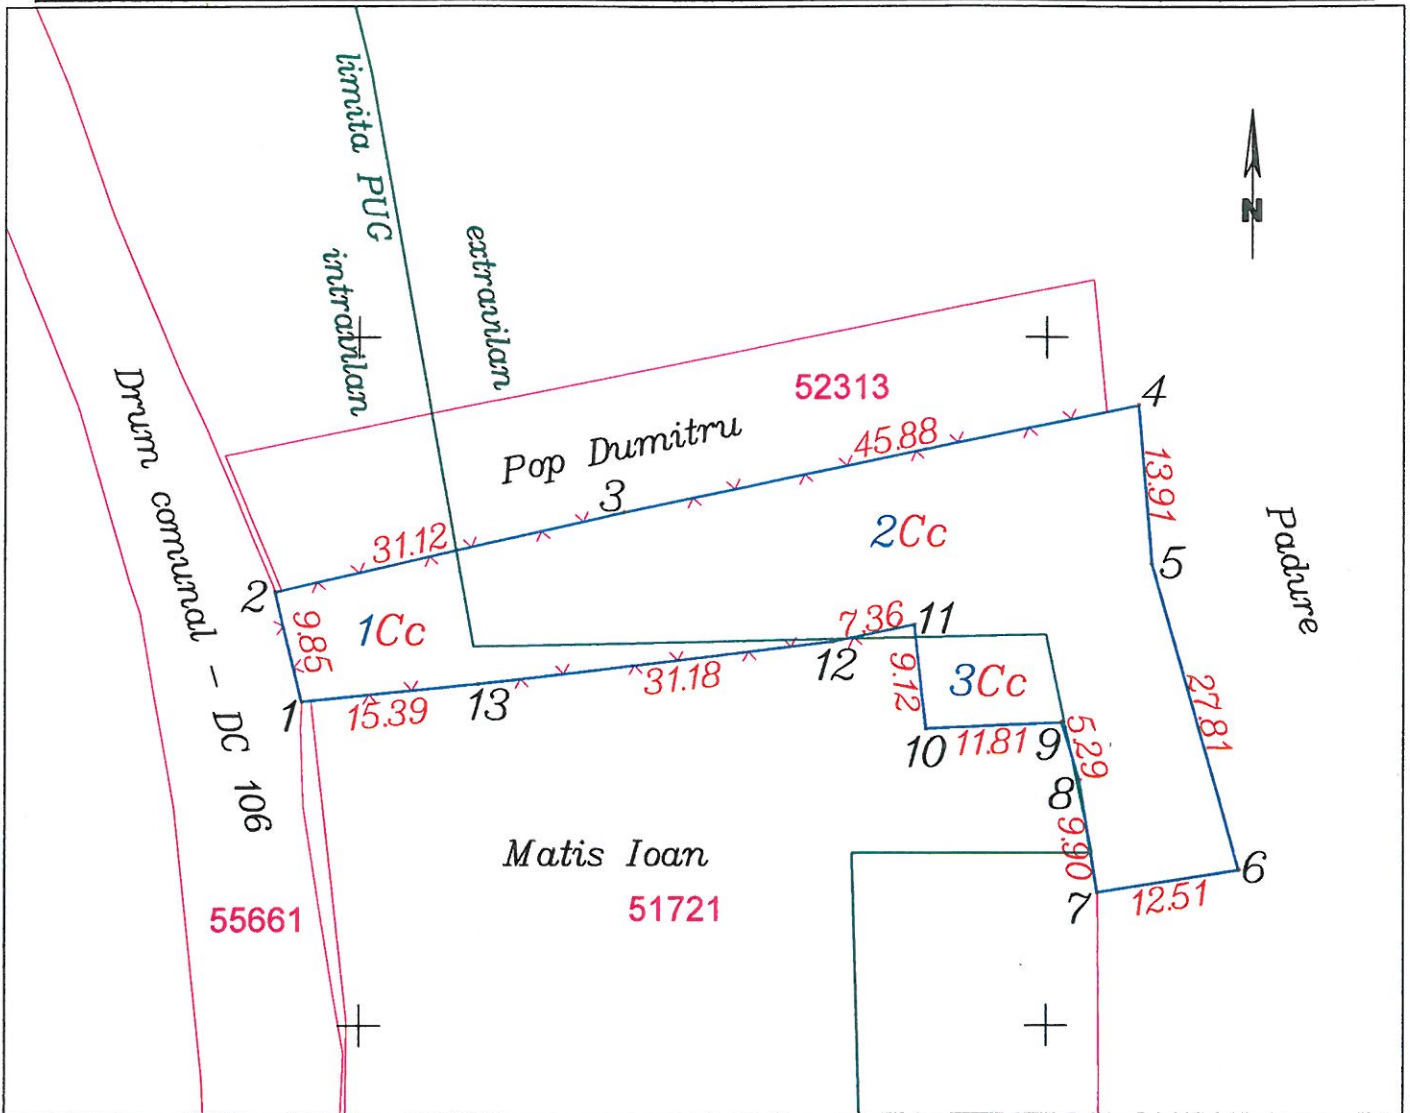 limita PUG
intravilan
extravilan
N
Drum comunal - DC 106
52313
Pop Dumitru
45.88
4
3
31.12
13.91
2Cc
5
Padure
2
9.85
1Cc
7.36
11
12
9.12
3Cc
31.18
13
1
15.39
27.81
10
11.81
9
5.29
8
9.90
Matis Ioan
51721
55661
7
12.51
6